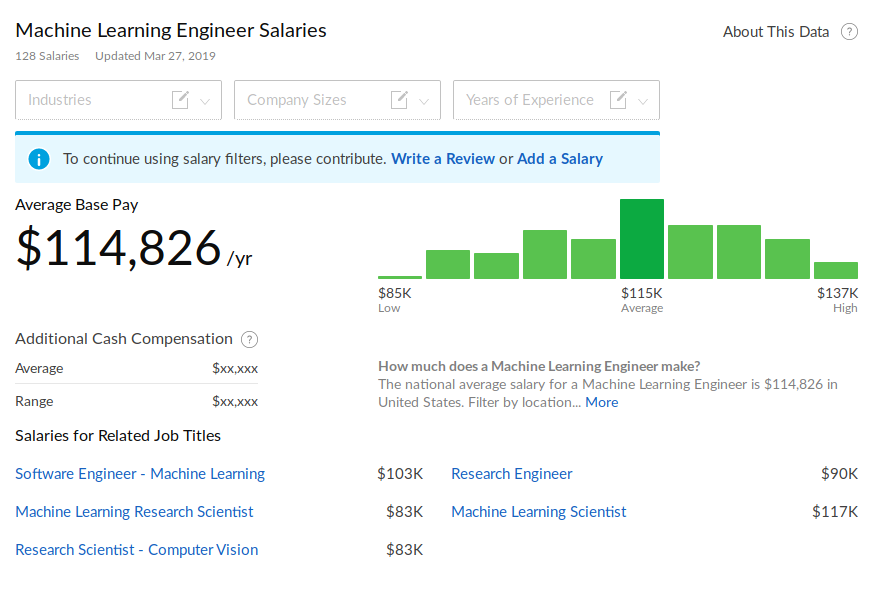 Machine Learning Engineer Salaries
About This Data ?
128 Salaries Updated Mar 27, 2019
Industries
Company Sizes
Years of Experience
i To continue using salary filters, please contribute. Write a Review or Add a Salary
Average Base Pay
$114,826 /yr
$85K
Low
$115K
Average
$137K
High
Additional Cash Compensation ?
Average $xx,xxx
Range $xx,xxx
How much does a Machine Learning Engineer make?
The national average salary for a Machine Learning Engineer is $114,826 in
United States. Filter by location... More
Salaries for Related Job Titles
Software Engineer - Machine Learning $103K
Research Engineer $90K
Machine Learning Research Scientist $83K
Machine Learning Scientist $117K
Research Scientist - Computer Vision $83K